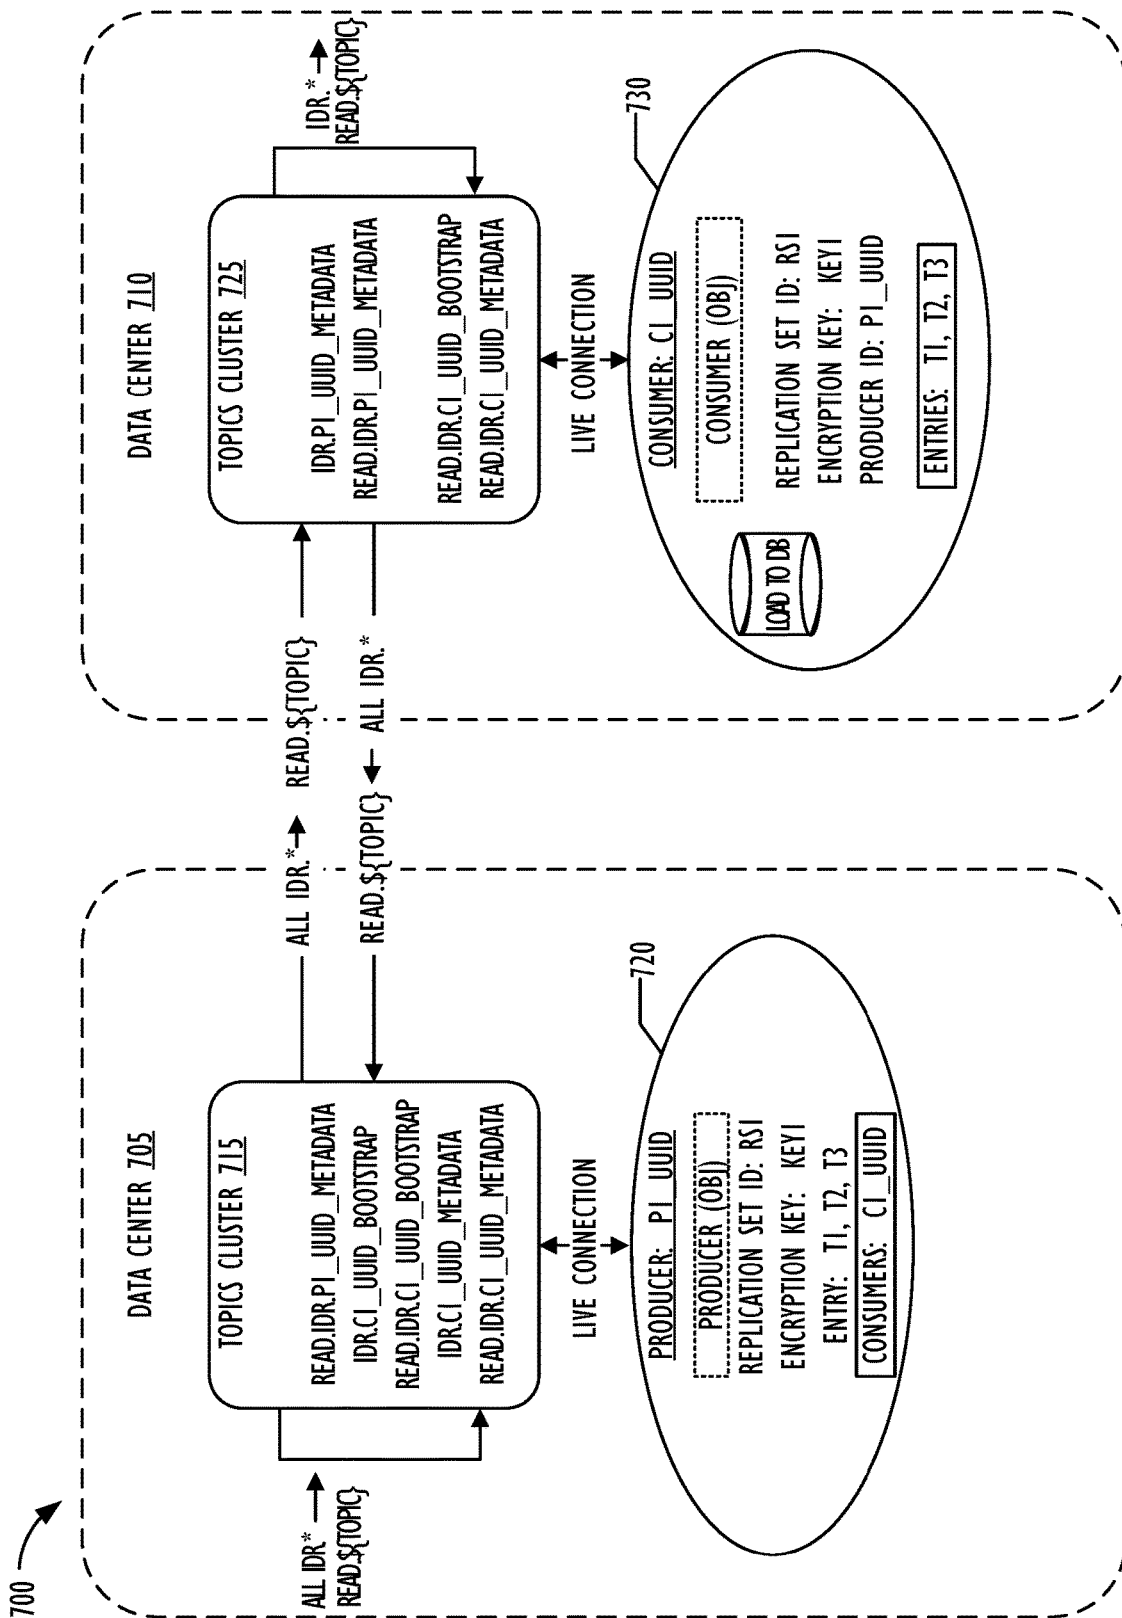 700
DATA CENTER 705
TOPICS CLUSTER 715
READ.IDR.P1_UUID_METADATA
IDR.C1_UUID_BOOTSTRAP
READ.IDR.C1_UUID_BOOTSTRAP
IDR.C1_UUID_METADATA
READ.IDR.C1_UUID_METADATA
ALL IDR.*
READ.${TOPIC}
LIVE CONNECTION
720
PRODUCER: P1_UUID
PRODUCER (OBJ)
REPLICATION SET ID: RS1
ENCRYPTION KEY: KEY1
ENTRY: T1, T2, T3
CONSUMERS: C1_UUID
ALL IDR.* READ.${TOPIC}
READ.${TOPIC} ALL IDR.*
DATA CENTER 710
TOPICS CLUSTER 725
IDR.P1_UUID_METADATA
READ.IDR.P1_UUID_METADATA
READ.IDR.C1_UUID_BOOTSTRAP
READ.IDR.C1_UUID_METADATA
IDR.*
READ.${TOPIC}
LIVE CONNECTION
730
CONSUMER: C1_UUID
CONSUMER (OBJ)
LOAD TO DB
REPLICATION SET ID: RS1
ENCRYPTION KEY: KEY1
PRODUCER ID: P1_UUID
ENTRIES: T1, T2, T3